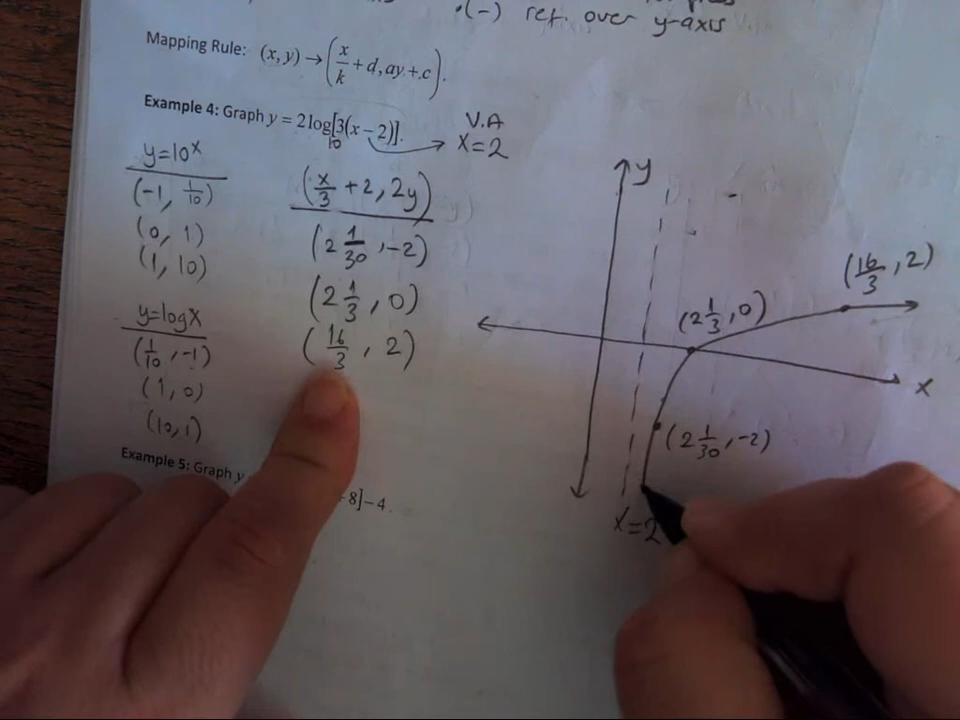 ·(-) ref. over y-axis
Mapping Rule: (x, y) → (x/k + d, ay + c).
Example 4: Graph y = 2log[3(x − 2)].
10
V.A
x=2
y=10^x
(-1, 1/10)
(0, 1)
(1, 10)
y=logx
(1/10, -1)
(1, 0)
(10, 1)
(x/3 + 2, 2y)
(2 1/30, -2)
(2 1/3, 0)
(16/3, 2)
y
(16/3, 2)
(2 1/3, 0)
x
(2 1/30, -2)
x=2
Example 5: Graph y
8] − 4.